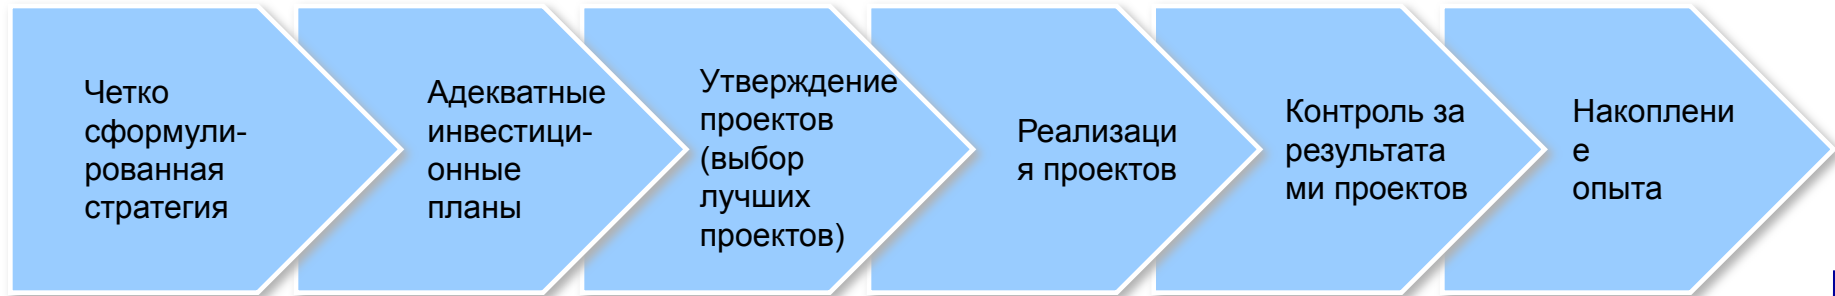 Четко
сформули-
рованная
стратегия
Адекватные
инвестици-
онные
планы
Утверждение
проектов
(выбор
лучших
проектов)
Реализаци
я проектов
Контроль за
результата
ми проектов
Накоплени
е
опыта